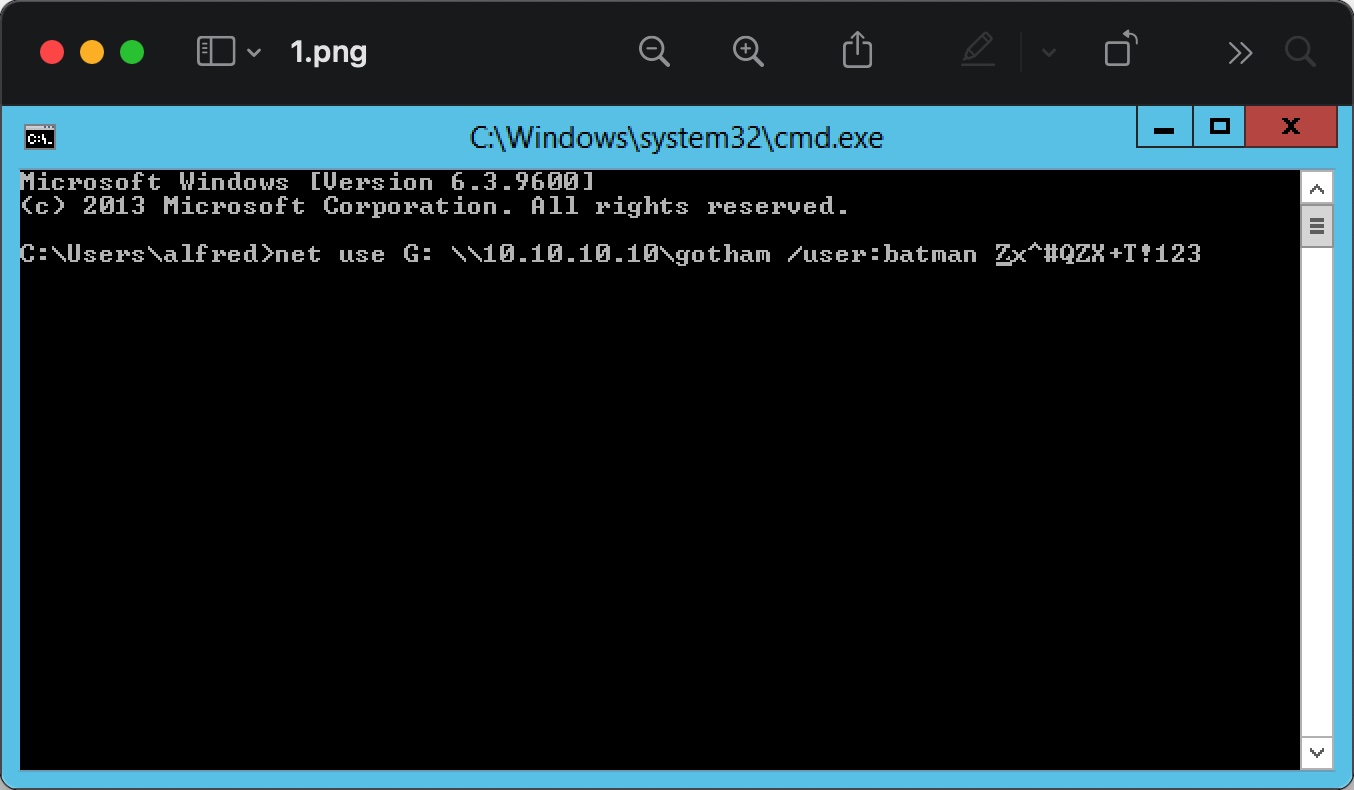 1.png
C:\Windows\system32\cmd.exe
Microsoft Windows [Version 6.3.9600]
(c) 2013 Microsoft Corporation. All rights reserved.
C:\Users\alfred>net use G: \\10.10.10.10\gotham /user:batman Zx^#QZX+T!123